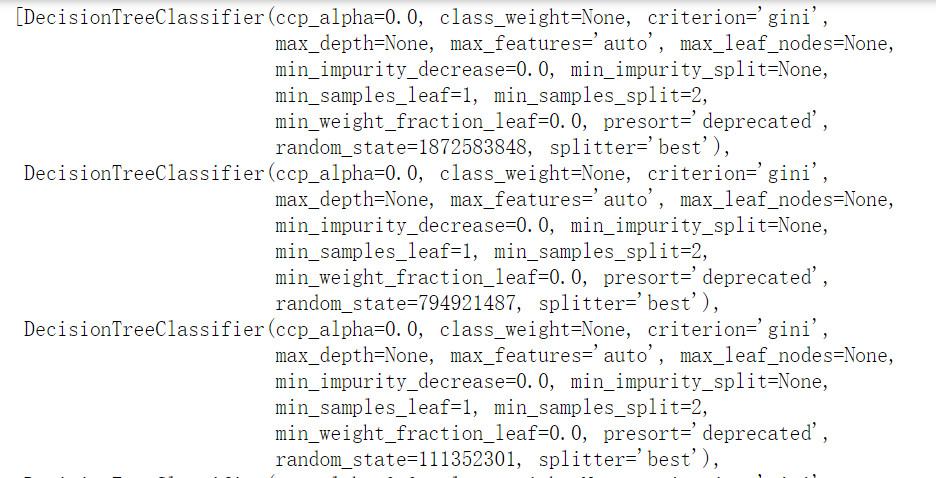 [DecisionTreeClassifier(ccp_alpha=0.0, class_weight=None, criterion='gini',
max_depth=None, max_features='auto', max_leaf_nodes=None,
min_impurity_decrease=0.0, min_impurity_split=None,
min_samples_leaf=1, min_samples_split=2,
min_weight_fraction_leaf=0.0, presort='deprecated',
random_state=1872583848, splitter='best'),
DecisionTreeClassifier(ccp_alpha=0.0, class_weight=None, criterion='gini',
max_depth=None, max_features='auto', max_leaf_nodes=None,
min_impurity_decrease=0.0, min_impurity_split=None,
min_samples_leaf=1, min_samples_split=2,
min_weight_fraction_leaf=0.0, presort='deprecated',
random_state=794921487, splitter='best'),
DecisionTreeClassifier(ccp_alpha=0.0, class_weight=None, criterion='gini',
max_depth=None, max_features='auto', max_leaf_nodes=None,
min_impurity_decrease=0.0, min_impurity_split=None,
min_samples_leaf=1, min_samples_split=2,
min_weight_fraction_leaf=0.0, presort='deprecated',
random_state=111352301, splitter='best'),